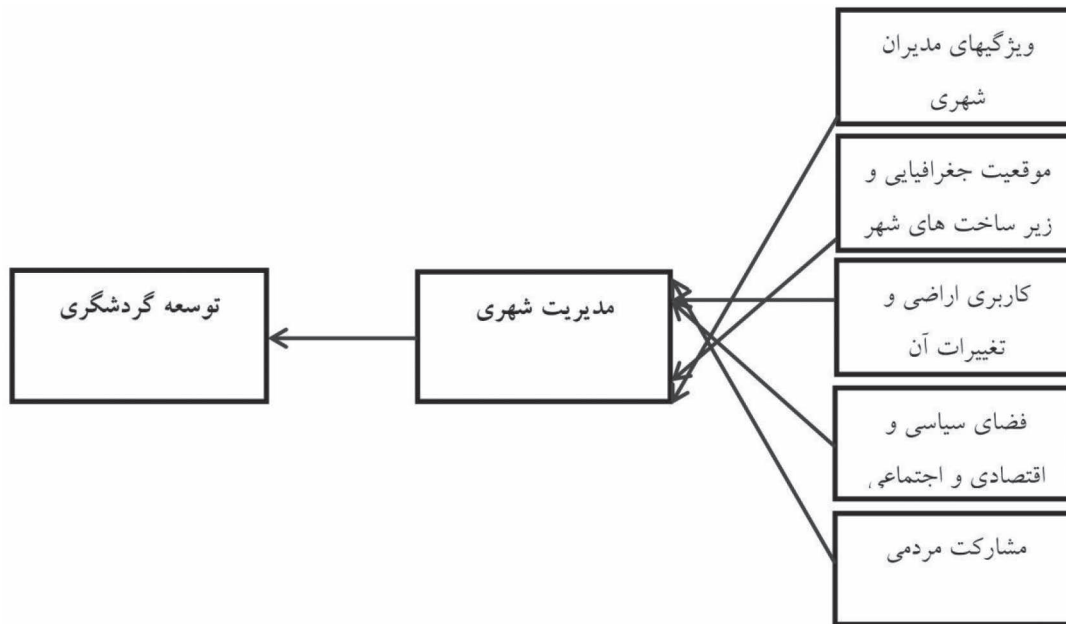 ویژگیهای مدیران
شهری
موقعیت جغرافیایی و
زیر ساخت های شهر
کاربری اراضی و
تغییرات آن
فضای سیاسی و
اقتصادی و اجتماعی
مشارکت مردمی
مدیریت شهری
توسعه گردشگری